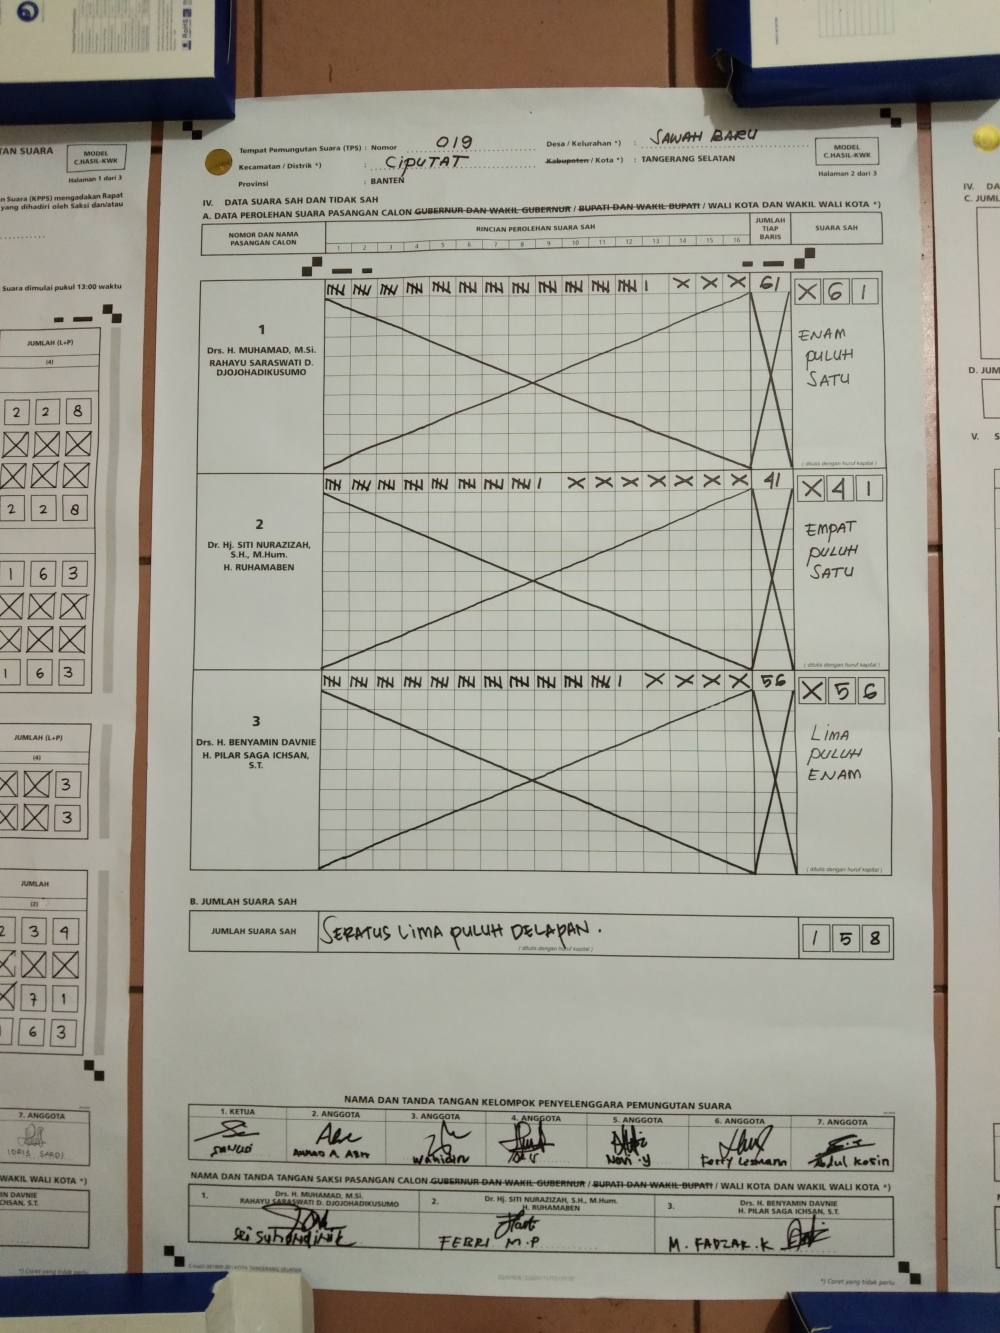 TAN SUARA
MODEL
C.HASIL-KWK
Halaman 1 dari 3
n Suara (KPPS) mengadakan Rapat
yang dihadiri oleh Saksi dan/atau
Suara dimulai pukul 13:00 waktu
JUMLAH (L+P)
(4)
2 2 8
X X X
X X X
2 2 8
1 6 3
X X X
X X X
1 6 3
JUMLAH (L+P)
(4)
X X 3
X X 3
JUMLAH
(2)
2 3 4
X X X
X 7 1
1 6 3
7. ANGGOTA
IDRIS SARDI
WAKIL WALI KOTA *)
N DAVNIE
CHSAN, S.T.
Tempat Pemungutan Suara (TPS) : Nomor 019 Desa / Kelurahan *) : SAWAH BARU
Kecamatan / Distrik *) : CIPUTAT Kabupaten / Kota *) : TANGERANG SELATAN
Provinsi : BANTEN
MODEL
C.HASIL-KWK
Halaman 2 dari 3
IV. DATA SUARA SAH DAN TIDAK SAH
A. DATA PEROLEHAN SUARA PASANGAN CALON GUBERNUR DAN WAKIL GUBERNUR / BUPATI DAN WAKIL BUPATI / WALI KOTA DAN WAKIL WALI KOTA *)
NOMOR DAN NAMA
PASANGAN CALON
RINCIAN PEROLEHAN SUARA SAH
1 2 3 4 5 6 7 8 9 10 11 12 13 14 15 16
JUMLAH
TIAP
BARIS
SUARA SAH
1
Drs. H. MUHAMAD, M.Si.
RAHAYU SARASWATI D.
DJOJOHADIKUSUMO
X X X 61
X 6 1
ENAM
PULUH
SATU
(ditulis dengan huruf kapital)
2
Dr. Hj. SITI NURAZIZAH,
S.H., M.Hum.
H. RUHAMABEN
X X X X X X X 41
X 4 1
EMPAT
PULUH
SATU
(ditulis dengan huruf kapital)
3
Drs. H. BENYAMIN DAVNIE
H. PILAR SAGA ICHSAN,
S.T.
X X X X 56
X 5 6
LIMA
PULUH
ENAM
(ditulis dengan huruf kapital)
B. JUMLAH SUARA SAH
JUMLAH SUARA SAH
SERATUS LIMA PULUH DELAPAN.
(ditulis dengan huruf kapital)
1 5 8
NAMA DAN TANDA TANGAN KELOMPOK PENYELENGGARA PEMUNGUTAN SUARA
1. KETUA 2. ANGGOTA 3. ANGGOTA 4. ANGGOTA 5. ANGGOTA 6. ANGGOTA 7. ANGGOTA
Wahidin Novi .y Ferry Lesmann Abdul Kosin
NAMA DAN TANDA TANGAN SAKSI PASANGAN CALON GUBERNUR DAN WAKIL GUBERNUR / BUPATI DAN WAKIL BUPATI / WALI KOTA DAN WAKIL WALI KOTA *)
1. Drs. H. MUHAMAD, M.Si.
RAHAYU SARASWATI D. DJOJOHADIKUSUMO
2. Dr. Hj. SITI NURAZIZAH, S.H., M.Hum.
H. RUHAMABEN
FEBRI M.P
3. Drs. H. BENYAMIN DAVNIE
H. PILAR SAGA ICHSAN, S.T.
M. FADZAR.K
*) Coret yang tidak perlu
*) Coret yang tidak perlu
IV. DA
C. JUML
D. JUM
V. S